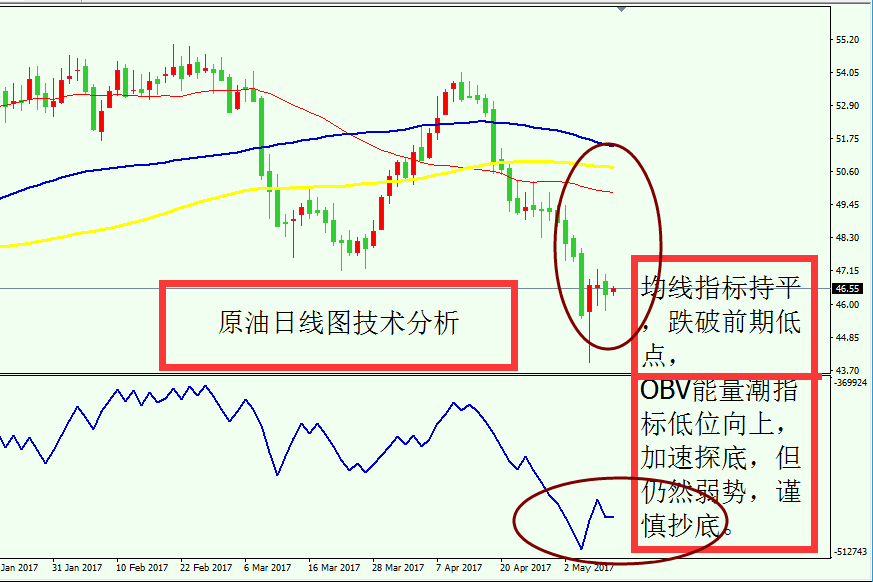 55.20
54.05
52.90
51.75
50.60
49.45
48.30
47.15
46.55
46.00
44.85
43.70
原油日线图技术分析
均线指标持平
，跌破前期低
点，
-369924
OBV能量潮指
标低位向上，
加速探底，但
仍然弱势，谨
慎抄底。
-512743
Jan 2017
31 Jan 2017
10 Feb 2017
22 Feb 2017
6 Mar 2017
16 Mar 2017
28 Mar 2017
7 Apr 2017
20 Apr 2017
2 May 2017